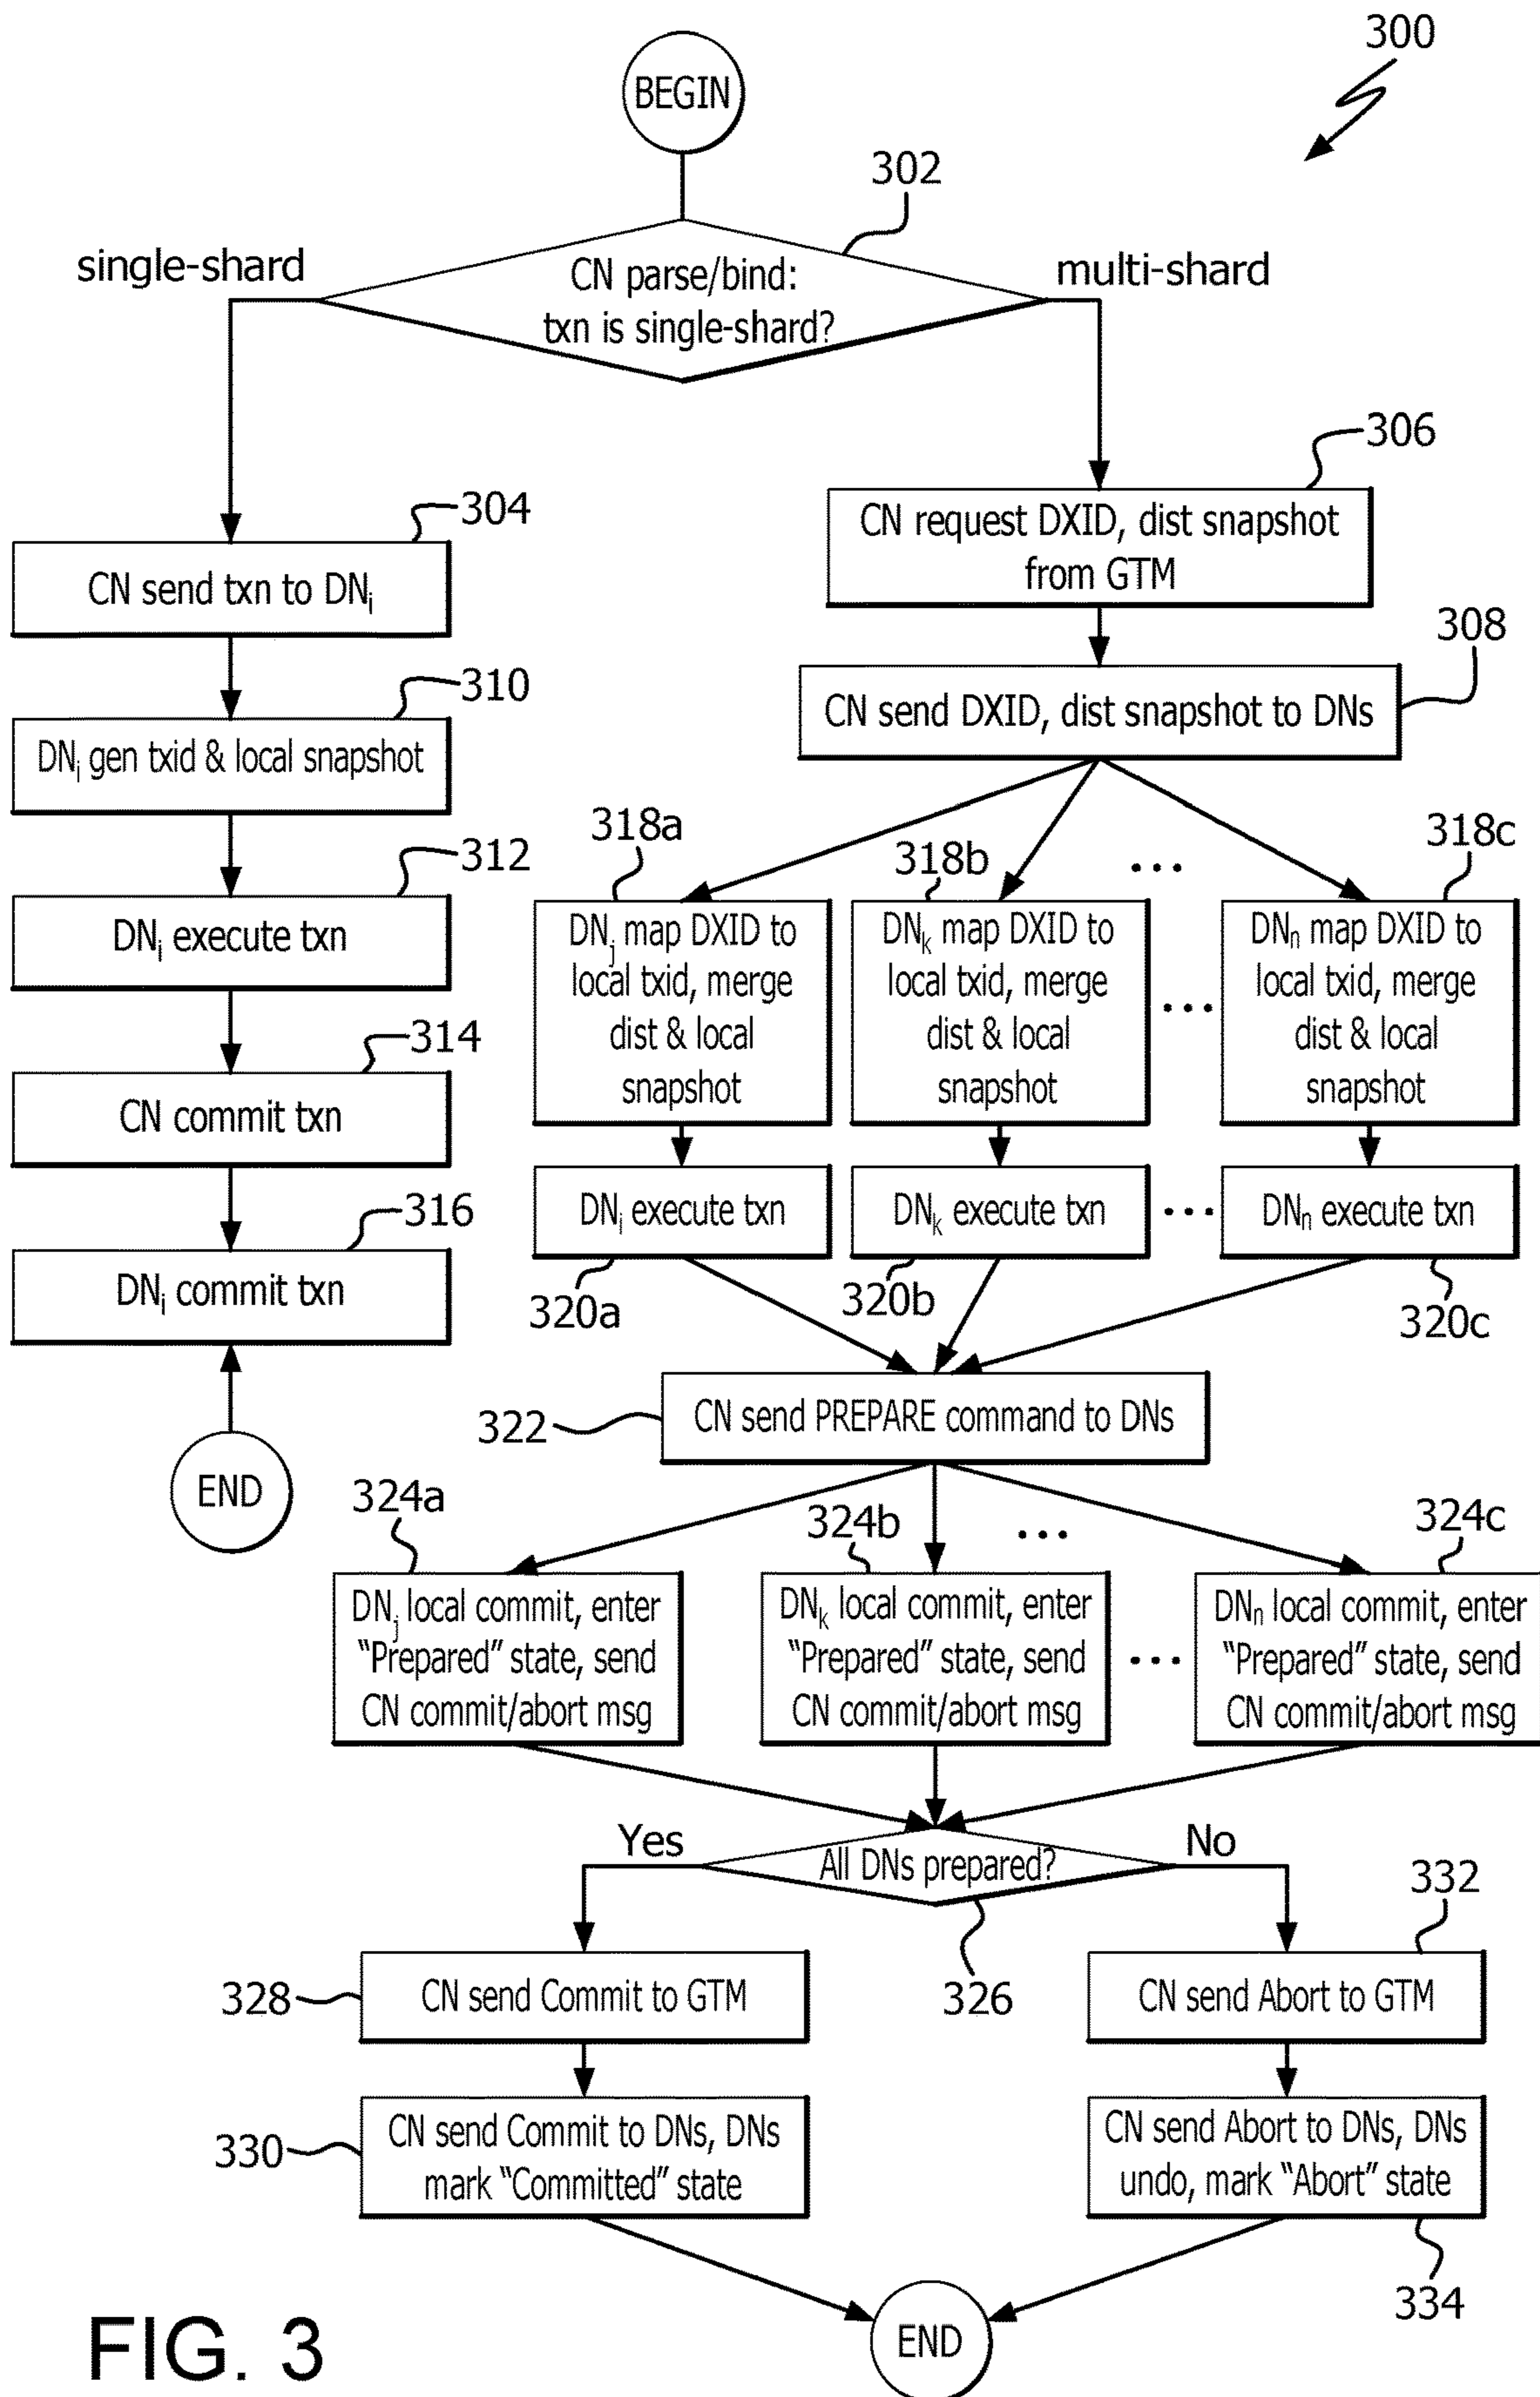 300
BEGIN
302
single-shard
CN parse/bind:
txn is single-shard?
multi-shard
304
CN send txn to DNi
310
DNi gen txid & local snapshot
312
DNi execute txn
314
CN commit txn
316
DNi commit txn
END
306
CN request DXID, dist snapshot
from GTM
308
CN send DXID, dist snapshot to DNs
318a
318b
...
318c
DNj map DXID to
local txid, merge
dist & local
snapshot
DNk map DXID to
local txid, merge
dist & local
snapshot
...
DNn map DXID to
local txid, merge
dist & local
snapshot
DNi execute txn
DNk execute txn
...
DNn execute txn
320a
320b
320c
322
CN send PREPARE command to DNs
324a
324b
...
324c
DNj local commit, enter
“Prepared” state, send
CN commit/abort msg
DNk local commit, enter
“Prepared” state, send
CN commit/abort msg
...
DNn local commit, enter
“Prepared” state, send
CN commit/abort msg
Yes
All DNs prepared?
No
326
328
CN send Commit to GTM
332
CN send Abort to GTM
330
CN send Commit to DNs, DNs
mark “Committed” state
CN send Abort to DNs, DNs
undo, mark “Abort” state
334
END
FIG. 3